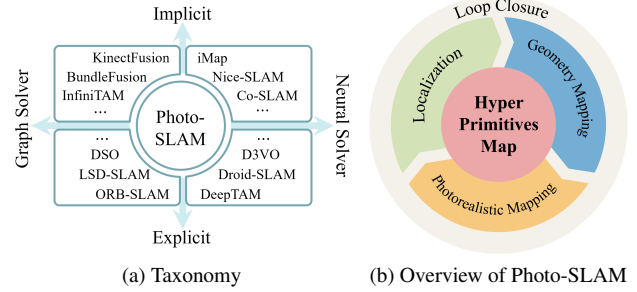 Implicit
KinectFusion
BundleFusion
InfiniTAM
...
iMap
Nice-SLAM
Co-SLAM
...
Graph Solver
Photo-
SLAM
Neural Solver
...
DSO
LSD-SLAM
ORB-SLAM
...
D3VO
Droid-SLAM
DeepTAM
Explicit
(a) Taxonomy
Loop Closure
Localization
Geometry Mapping
Hyper
Primitives
Map
Photorealistic Mapping
(b) Overview of Photo-SLAM